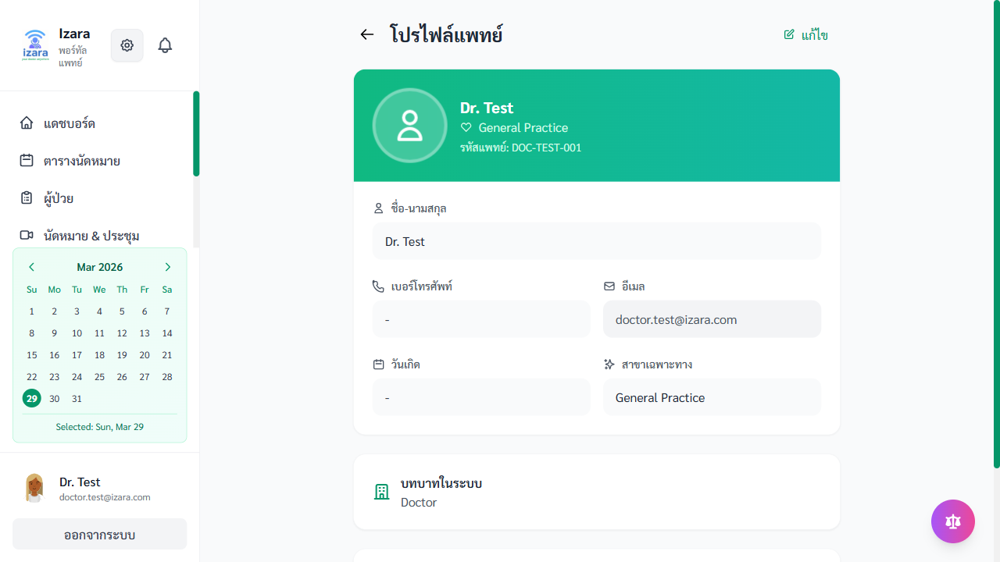 Izara
พอร์ทัล
แพทย์
izara
แดชบอร์ด
ตารางนัดหมาย
ผู้ป่วย
นัดหมาย & ประชุม
Mar 2026
Su Mo Tu We Th Fr Sa
1 2 3 4 5 6 7
8 9 10 11 12 13 14
15 16 17 18 19 20 21
22 23 24 25 26 27 28
29 30 31
Selected: Sun, Mar 29
Dr. Test
doctor.test@izara.com
ออกจากระบบ
โปรไฟล์แพทย์
แก้ไข
Dr. Test
General Practice
รหัสแพทย์: DOC-TEST-001
ชื่อ-นามสกุล
Dr. Test
เบอร์โทรศัพท์
-
อีเมล
doctor.test@izara.com
วันเกิด
-
สาขาเฉพาะทาง
General Practice
บทบาทในระบบ
Doctor